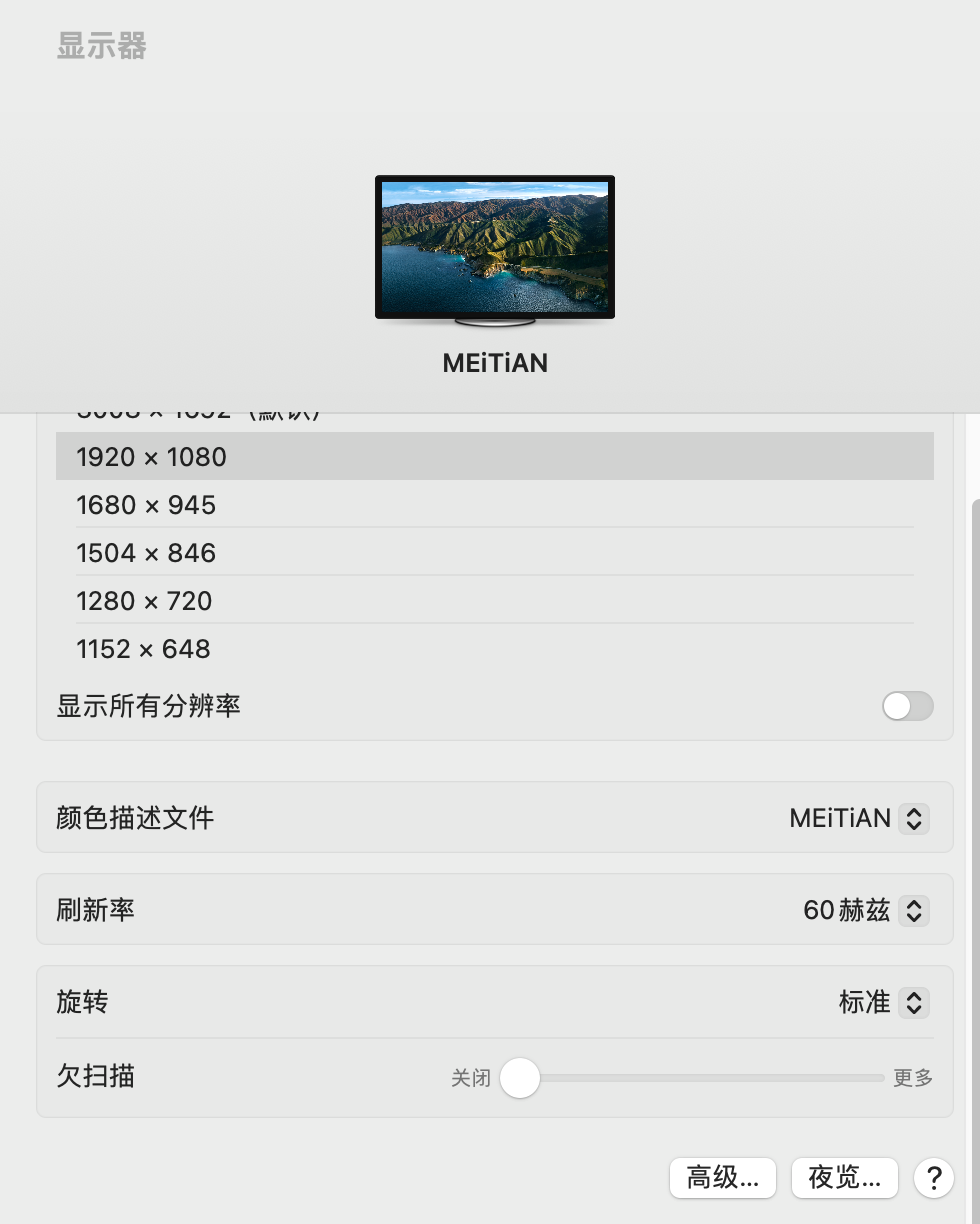 显示器
MEiTiAN
1920 × 1080
1680 × 945
1504 × 846
1280 × 720
1152 × 648
显示所有分辨率
颜色描述文件 MEiTiAN
刷新率 60赫兹
旋转 标准
欠扫描 关闭 更多
高级... 夜览... ?